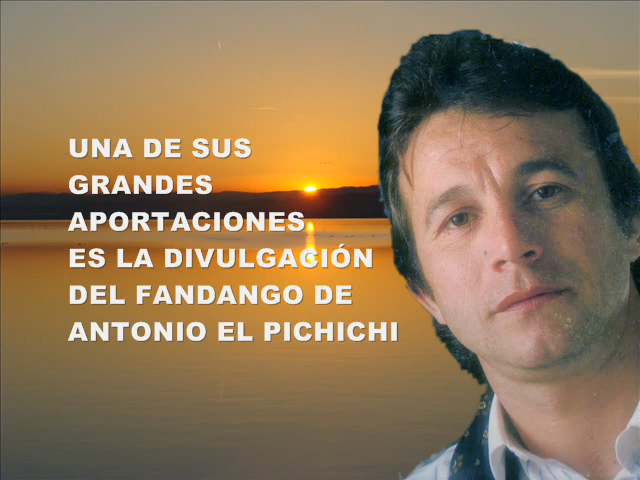 UNA DE SUS
GRANDES
APORTACIONES
ES LA DIVULGACIÓN
DEL FANDANGO DE
ANTONIO EL PICHICHI